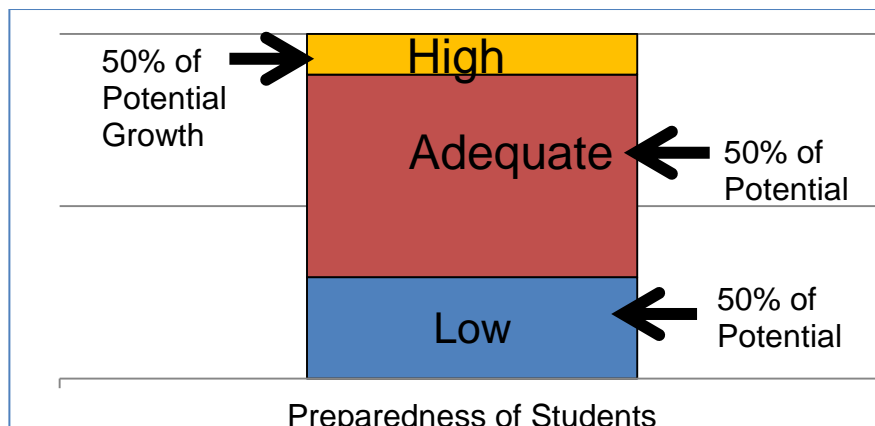 50% of
Potential
Growth
High
Adequate
50% of
Potential
Low
50% of
Potential
Preparedness of Students